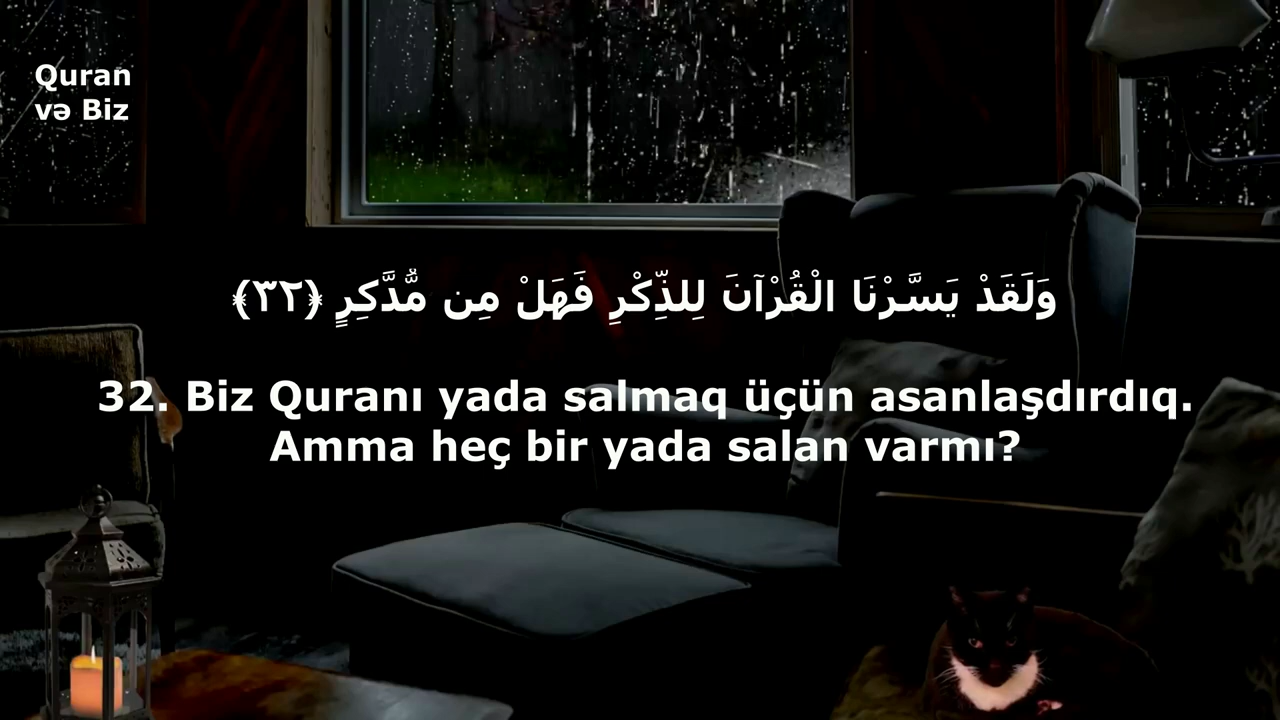 Quran
və Biz
وَلَقَدْ يَسَّرْنَا الْقُرْآنَ لِلذِّكْرِ فَهَلْ مِن مُّدَّكِرٍ ﴿٣٢﴾
32. Biz Quranı yada salmaq üçün asanlaşdırdıq.
Amma heç bir yada salan varmı?